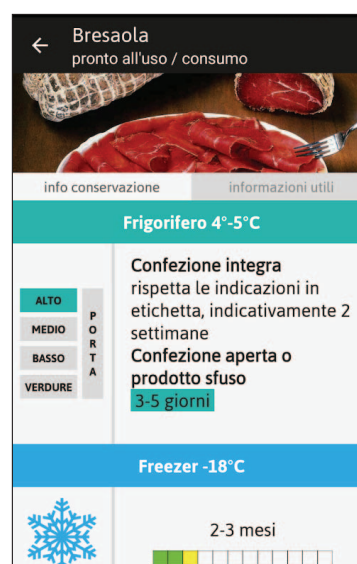 Bresaola
pronto all'uso / consumo
info conservazione
informazioni utili
Frigorifero 4°-5°C
ALTO
MEDIO
BASSO
VERDURE
PORTA
Confezione integra
rispetta le indicazioni in
etichetta, indicativamente 2
settimane
Confezione aperta o
prodotto sfuso
3-5 giorni
Freezer -18°C
2-3 mesi